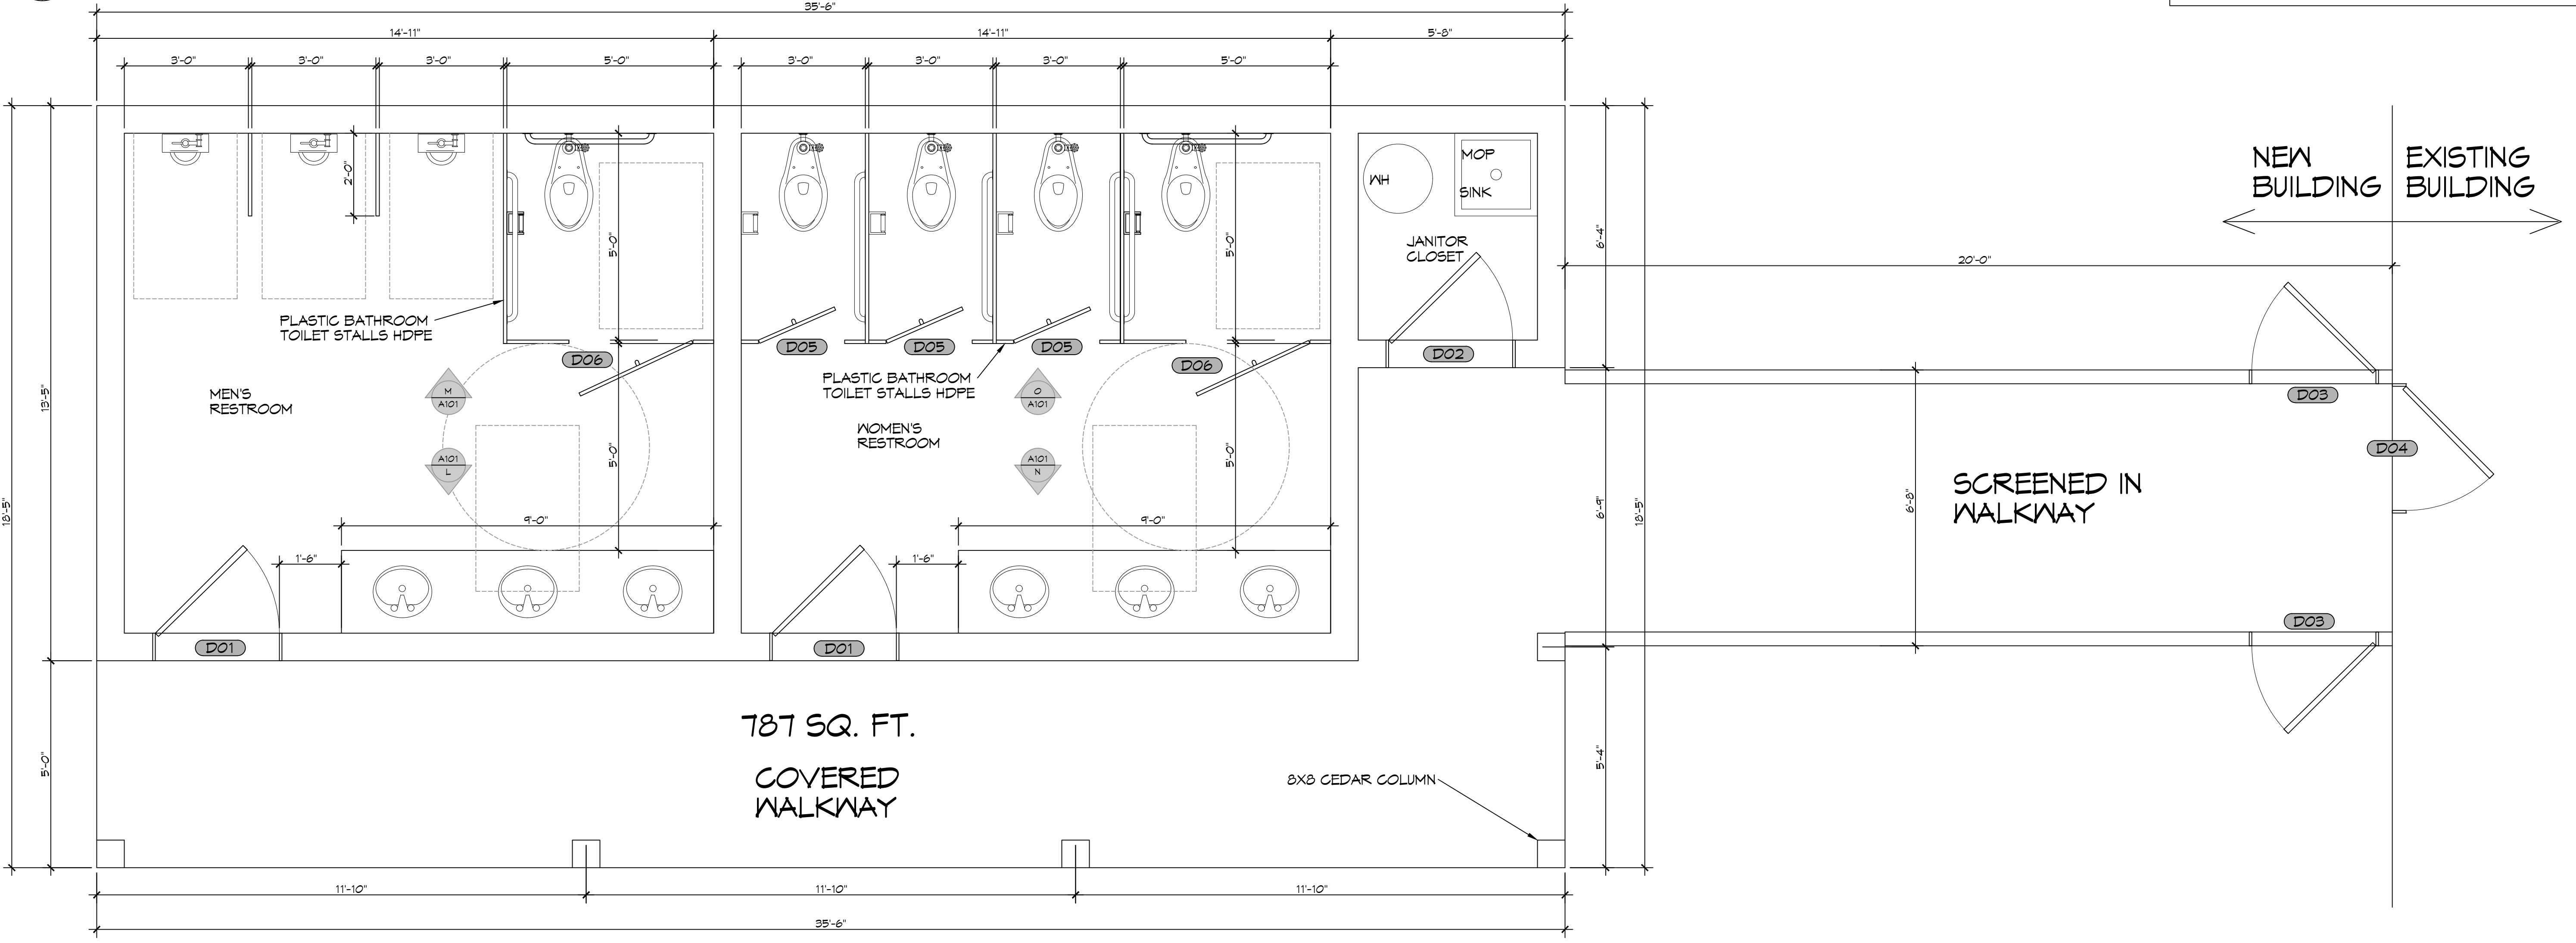 35'-6"
14'-11"
14'-11"
5'-8"
3'-0"
3'-0"
3'-0"
5'-0"
3'-0"
3'-0"
3'-0"
5'-0"
18'-5"
13'-5"
5'-0"
2'-0"
5'-0"
5'-0"
PLASTIC BATHROOM
TOILET STALLS HDPE
MEN'S
RESTROOM
M
A101
A101
L
D06
9'-0"
1'-6"
D01
D05
D05
D05
D06
5'-0"
5'-0"
PLASTIC BATHROOM
TOILET STALLS HDPE
WOMEN'S
RESTROOM
O
A101
A101
N
9'-0"
1'-6"
D01
WH
MOP
SINK
JANITOR
CLOSET
D02
6'-4"
6'-9"
5'-4"
18'-5"
NEW
BUILDING
EXISTING
BUILDING
20'-0"
D03
D04
6'-8"
SCREENED IN
WALKWAY
D03
787 SQ. FT.
COVERED
WALKWAY
8X8 CEDAR COLUMN
11'-10"
11'-10"
11'-10"
35'-6"